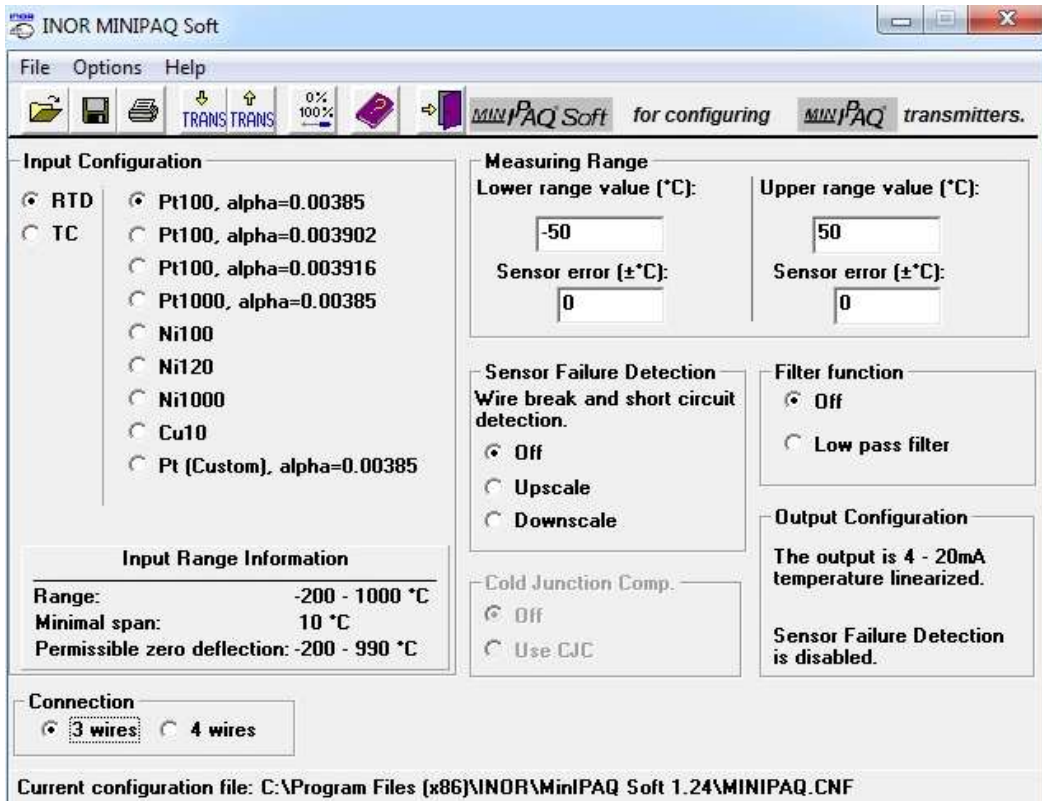 INOR MINIPAQ Soft
File Options Help
TRANS TRANS 0% 100% ? MINIPAQ Soft for configuring MINIPAQ transmitters.
Input Configuration
RTD
TC
Pt100, alpha=0.00385
Pt100, alpha=0.003902
Pt100, alpha=0.003916
Pt1000, alpha=0.00385
Ni100
Ni120
Ni1000
Cu10
Pt (Custom), alpha=0.00385
Input Range Information
Range: -200 - 1000 °C
Minimal span: 10 °C
Permissible zero deflection: -200 - 990 °C
Connection
3 wires 4 wires
Measuring Range
Lower range value (°C): Upper range value (°C):
-50 50
Sensor error (±°C): Sensor error (±°C):
0 0
Sensor Failure Detection
Wire break and short circuit
detection.
Off
Upscale
Downscale
Filter function
Off
Low pass filter
Cold Junction Comp.
Off
Use CJC
Output Configuration
The output is 4 - 20mA
temperature linearized.
Sensor Failure Detection
is disabled.
Current configuration file: C:\Program Files (x86)\INOR\MinIPAQ Soft 1.24\MINIPAQ.CNF